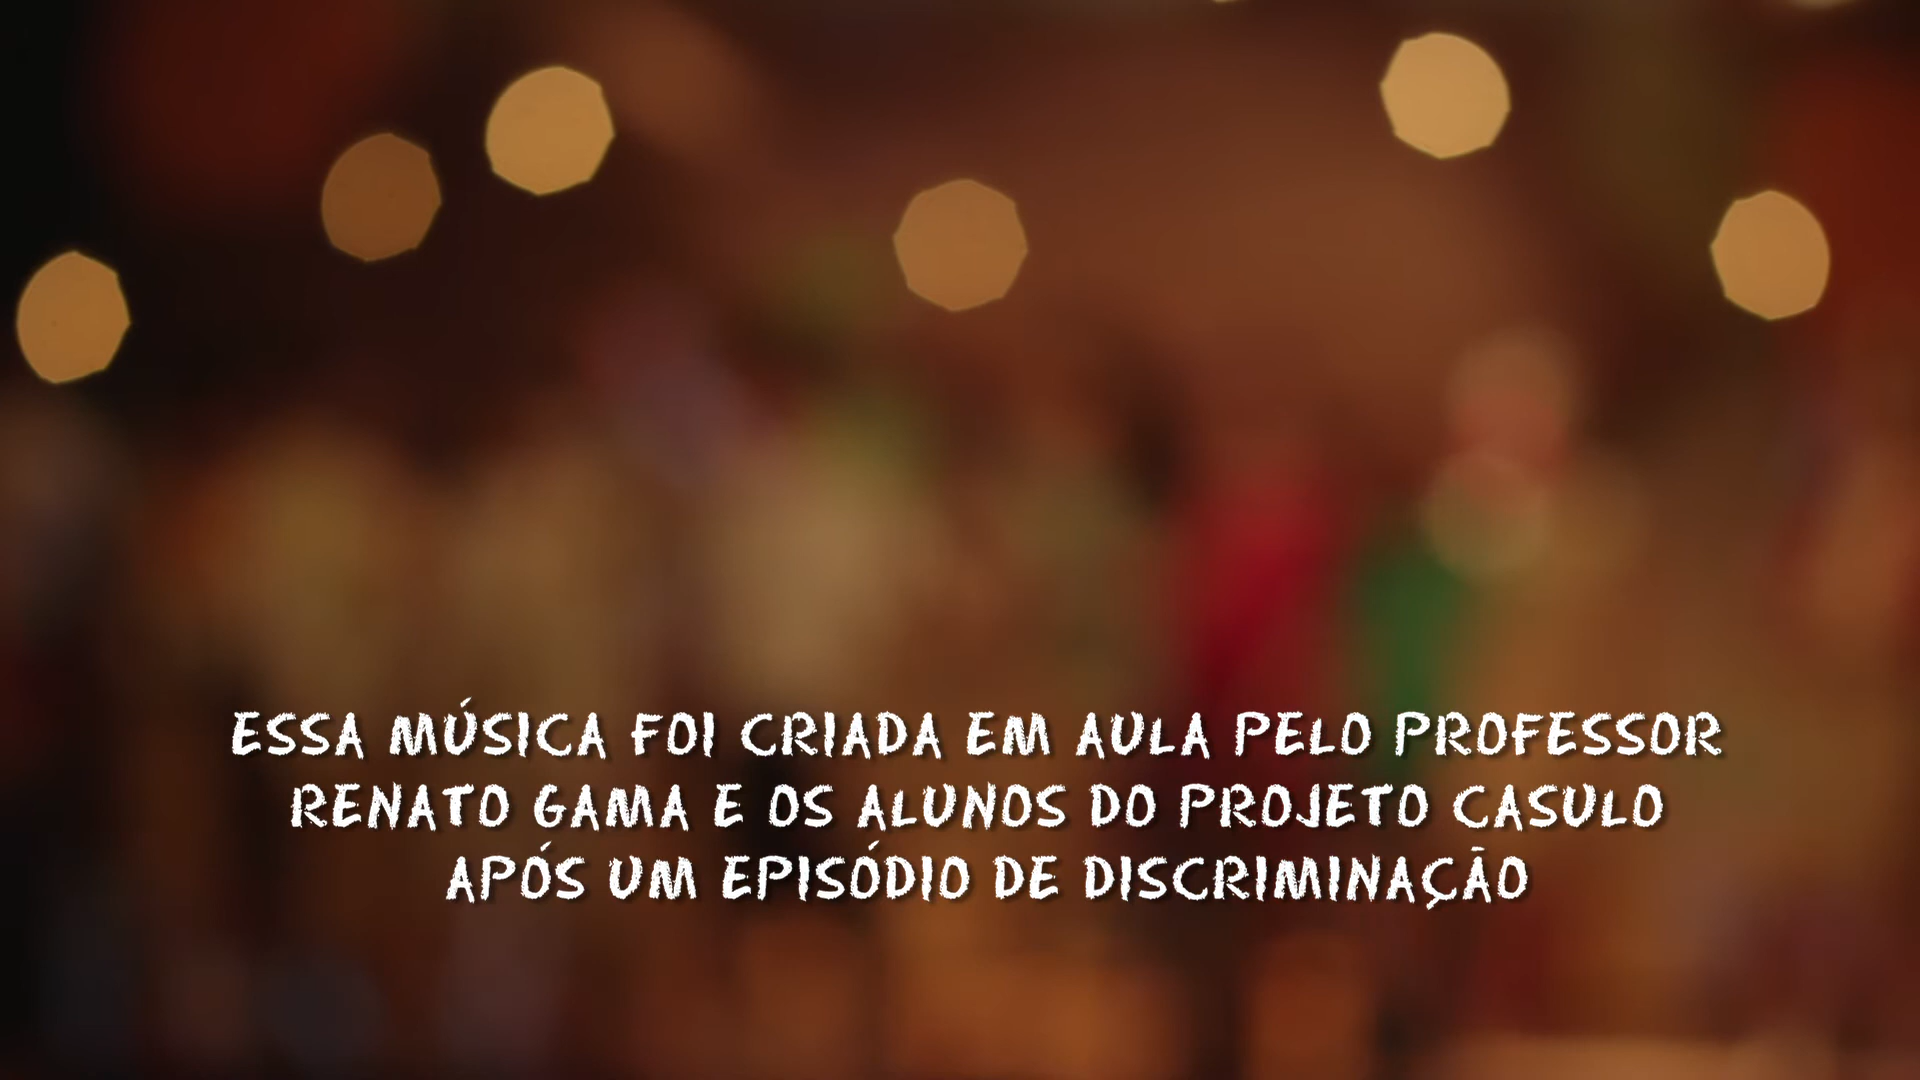 ESSA MÚSICA FOI CRIADA EM AULA PELO PROFESSOR
RENATO GAMA E OS ALUNOS DO PROJETO CASULO
APÓS UM EPISÓDIO DE DISCRIMINAÇÃO